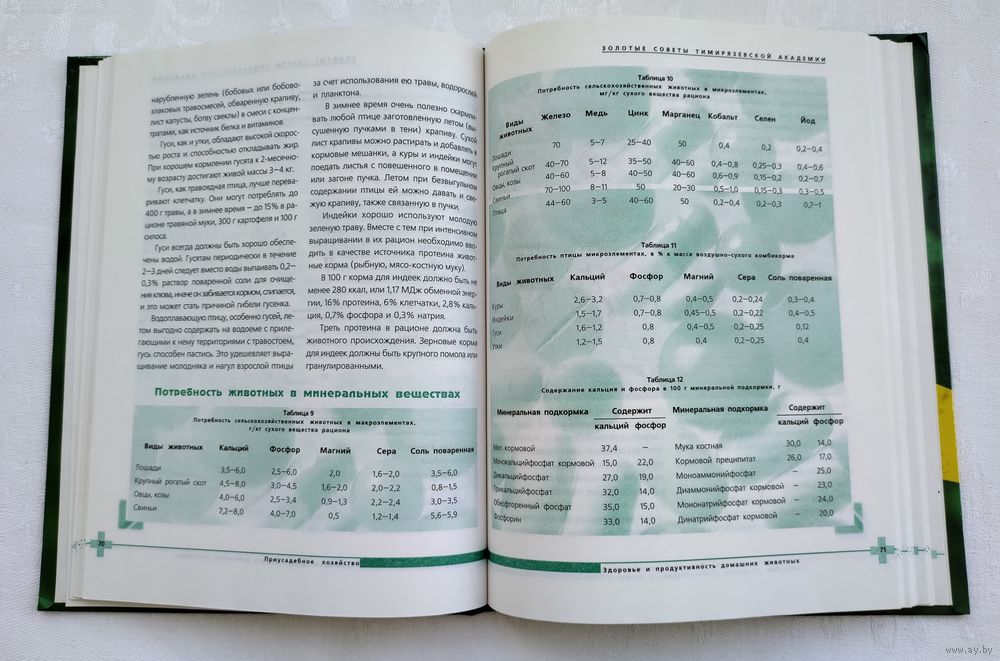 нарубленную зелень (бобовых или бобово-
злаковых травосмесей, обваренную крапиву,
лист капусты, ботву свеклы) в смеси с концен-
тратами, как источник белка и витаминов.
Гуси, как и утки, обладают высокой скорос-
тью роста и способностью откладывать жир.
При хорошем кормлении гусята к 2-месячно-
му возрасту достигают живой массы 3–4 кг.
Гуси, как травоядная птица, лучше перева-
ривают клетчатку. Они могут потреблять до
400 г травы, а в зимнее время – до 15% в ра-
ционе травяной муки, 300 г картофеля и 100 г
силоса.
Гуси всегда должны быть хорошо обеспе-
чены водой. Гусятам периодически в течение
2–3 дней следует вместо воды выпаивать 0,2–
0,3% раствор поваренной соли для очище-
ния клюва, иначе он забивается кормом, слипается,
и это может стать причиной гибели гусенка.
Водоплавающую птицу, особенно гусей, ле-
том выгодно содержать на водоеме с приле-
гающими к нему территориями с травостоем,
гусь способен пастись. Это удешевляет выра-
щивание молодняка и нагул взрослой птицы
за счет использования ею травы, водорослей
и планктона.
В зимнее время очень полезно скармли-
вать любой птице заготовленную летом (вы-
сушенную пучками в тени) крапиву. Сухой
лист крапивы можно растирать и добавлять в
кормовые мешанки, а куры и индейки могут
поедать листья с повешенного в помещении
или загоне пучка. Летом при безвыгульном
содержании птицы ей можно давать и све-
жую крапиву, также связанную в пучки.
Индейки хорошо используют молодую
зеленую траву. Вместе с тем при интенсивном
выращивании в их рацион необходимо вво-
дить в качестве источника протеина живот-
ные корма (рыбную, мясо-костную муку).
В 100 г корма для индеек должно быть не
менее 280 ккал, или 1,17 МДж обменной энер-
гии, 16% протеина, 6% клетчатки, 2,8% каль-
ция, 0,7% фосфора и 0,3% натрия.
Треть протеина в рационе должна быть
животного происхождения. Зерновые корма
для индеек должны быть крупного помола или
гранулированными.
Потребность животных в минеральных веществах
Таблица 9
Потребность сельскохозяйственных животных в макроэлементах,
г/кг сухого вещества рациона
Виды животных Кальций Фосфор Магний Сера Соль поваренная
Лошади 3,5–6,0 2,5–6,0 2,0 1,6–2,0 3,5–6,0
Крупный рогатый скот 4,5–8,0 3,0–4,5 1,6–2,0 2,0–2,2 0,8–1,5
Овцы, козы 4,0–6,0 2,5–3,4 0,9–1,3 2,2–2,4 3,0–3,5
Свиньи 7,2–8,0 4,0–7,0 0,5 1,2–1,4 5,6–5,9
70
Приусадебное хозяйство
ЗОЛОТЫЕ СОВЕТЫ ТИМИРЯЗЕВСКОЙ АКАДЕМИИ
Таблица 10
Потребность сельскохозяйственных животных в микроэлементах,
мг/кг сухого вещества рациона
Виды животных Железо Медь Цинк Марганец Кобальт Селен Йод
Лошади 70 5–7 25–40 50 0,4 0,2 0,2–0,4
Крупный
рогатый скот 40–70 5–12 35–50 40–60 0,4–0,8 0,25–0,3 0,4–0,6
Овцы, козы 40–60 5–8 40–50 40–60 0,6–0,9 0,15–0,2 0,2–0,7
Свиньи 70–100 8–11 50 20–30 0,5–1,0 0,15–0,3 0,3–0,5
Птица 44–60 3–5 40–60 50 0,2–0,4 0,2–0,3 0,7–1
Таблица 11
Потребность птицы микроэлементах, в % к массе воздушно-сухого комбикорма
Виды животных Кальций Фосфор Магний Сера Соль поваренная
Куры 2,6–3,2 0,7–0,8 0,4–0,5 0,2–0,24 0,3–0,4
Индейки 1,5–1,7 0,7–0,8 0,45–0,5 0,2–0,22 0,4–0,5
Гуси 1,6–1,2 0,8 0,4–0,5 0,2–0,25 0,12
Утки 1,2–1,5 0,8 0,4 0,2–0,25 0,4
Таблица 12
Содержание кальция и фосфора в 100 г минеральной подкормки, г
Минеральная подкормка Содержит Минеральная подкормка Содержит
кальций фосфор кальций фосфор
Мел кормовой 37,4 – Мука костная 30,0 14,0
Монокальцийфосфат кормовой 15,0 22,0 Кормовой преципитат 26,0 17,0
Дикальцийфосфат 27,0 19,0 Моноаммонийфосфат – 25,0
Трикальцийфосфат 32,0 14,0 Диаммонийфосфат кормовой – 23,0
Обесфторенный фосфат 35,0 15,0 Мононатрийфосфат кормовой – 24,0
Фосфорин 33,0 14,0 Динатрийфосфат кормовой – 20,0
71
Здоровье и продуктивность домашних животных
www.ay.by